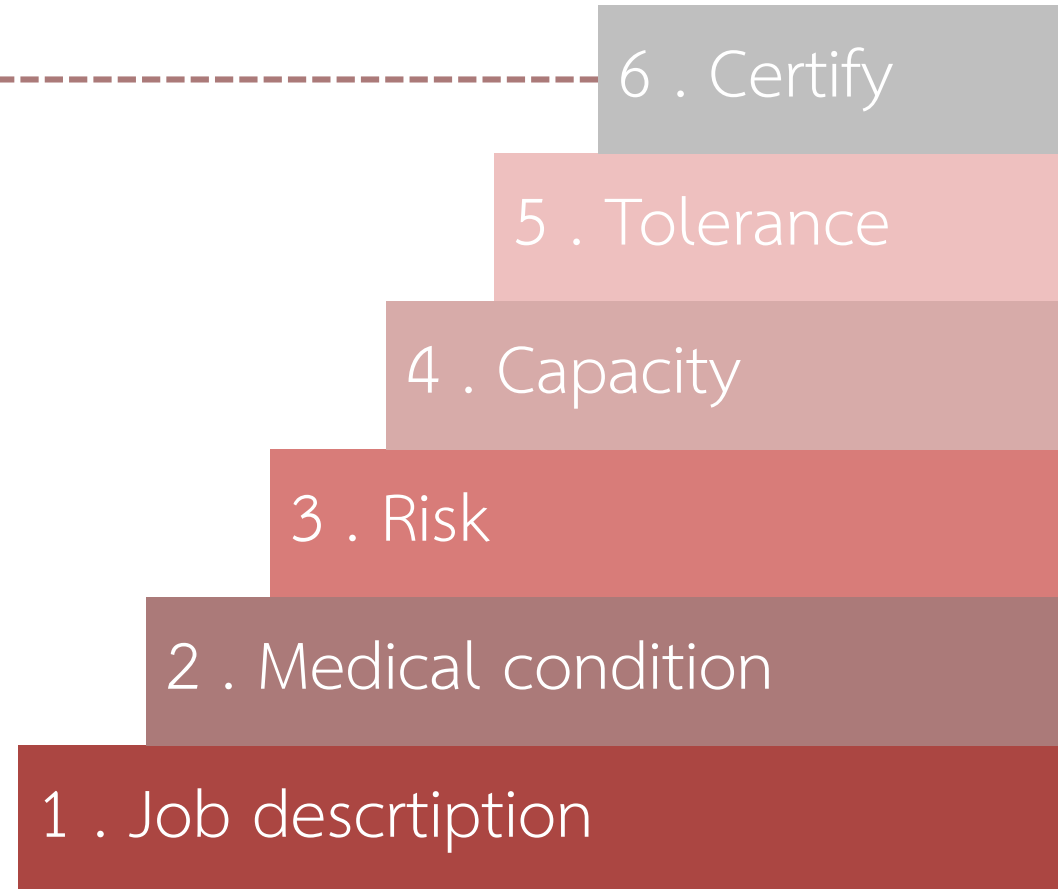 6 . Certify
5 . Tolerance
4 . Capacity
3 . Risk
2 . Medical condition
1 . Job descrtiption